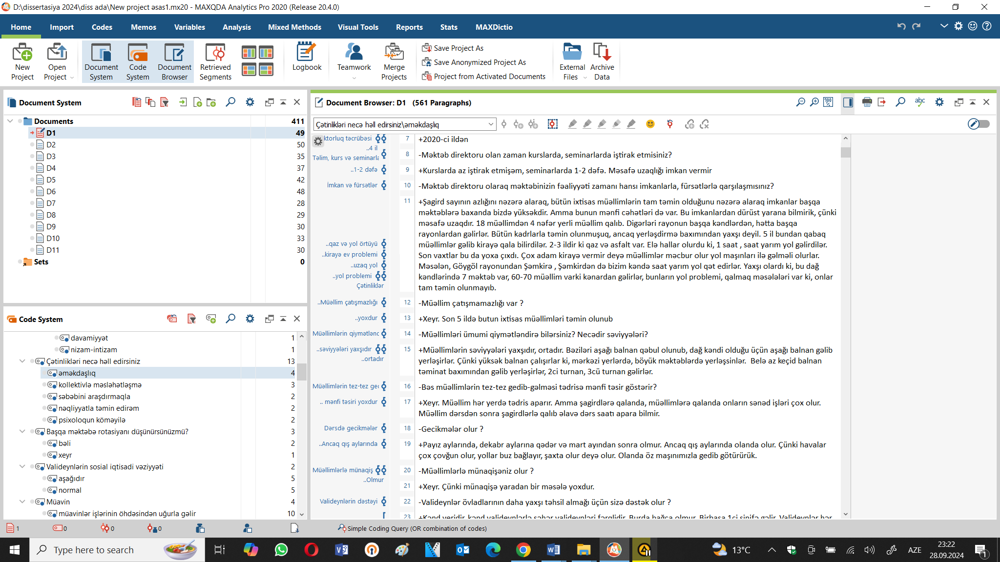 D:\dissertasiya 2024\diss ada\New project əsas1.mx20 - MAXQDA Analytics Pro 2020 (Release 20.4.0)
Home Import Codes Memos Variables Analysis Mixed Methods Visual Tools Reports Stats MAXDictio
New Project
Open Project
Document System
Code System
Document Browser
Retrieved Segments
Logbook
Teamwork
Merge Projects
Save Project As
Save Anonymized Project As
Project from Activated Documents
External Files
Archive Data
Document System
Documents 411
D1 49
D2 50
D3 35
D4 37
D5 42
D6 48
D7 28
D8 29
D9 30
D10 33
D11 30
Sets 0
Code System
davamiyyət 1
nizam-intizam 1
Çətinlikləri necə həll edirsiniz 13
əməkdaşlıq 4
kollektivlə məsləhətləşmə 3
səbəbini araşdırmaqla 2
nəqliyyatla təmin edirəm 2
psixoloqun köməyilə 2
Başqa məktəbə rotasiyanı düşünürsünüzmü? 3
bəli 2
xeyr 1
Valideynlərin sosial iqtisadi vəziyyəti 2
aşağıdır 5
normal 5
Müavin 4
müavinlər işlərinin öhdəsindən uğurla gəlir 10
Document Browser: D1 (561 Paragraphs)
100 %
abc
Çətinlikləri necə həll edirsiniz\əməkdaşlıq
ktorluq təcrübəsi
..4 il
Təlim, kurs və seminarla
..1-2 dəfə
İmkan və fürsətlər
..qaz və yol örtüyü
..kirayə ev problemi
..uzaq yol
..yol problemi
Çətinliklər
..Müəllim çatışmazlığı
..yoxdur
Müəllimlərin qiymətlənc
..səviyyələri yaxşıdır
..ortadır
Müəllimlərin tez-tez gec
.. mənfi təsiri yoxdur
Dərsdə gecikmələr
..Ancaq qış aylarında
Müəllimlərlə münaqiş
..Olmur
Valideynlərin dəstəyi
7 +2020-ci ildən
8 -Məktəb direktoru olan zaman kurslarda, seminarlarda iştirak etmisiniz?
9 +Kurslarda az iştirak etmişəm, seminarlarda 1-2 dəfə. Məsafə uzaqlığı imkan vermir
10 -Məktəb direktoru olaraq məktəbinizin fəaliyyəti zamanı hansı imkanlarla, fürsətlərlə qarşılaşmısınız?
11 +Şagird sayının azlığını nəzərə alaraq, bütün ixtisas müəllimlərin tam təmin olduğunu nəzərə alaraq imkanlar başqa
məktəblərə baxanda bizdə yüksəkdir. Amma bunun mənfi cəhətləri də var. Bu imkanlardan dürüst yarana bilmirik, çünki
məsafə uzaqdır. 18 müəllimdən 4 nəfər yerli müəllim qalıb. Digərləri rayonun başqa kəndlərdən, hətta başqa
rayonlardan gəlirlər. Bütün kadrlarla təmin olunmuşuq, ancaq yerləşdirmə baxımından yaxşı deyil. 5 il bundan qabaq
müəllimlər gəlib kirayə qala bilirdilər. 2-3 ildir ki qaz və asfalt var. Elə hallar olurdu ki, 1 saat , saat yarım yol gəlirdilər.
Son vaxtlar bu da yoxa çıxdı. Çox adam kirayə vermir deyə müəllimlər məcbur olur yol maşınları ilə gəlməli olurlar.
Məsələn, Göygöl rayonundan Şəmkirə , Şəmkirdən də bizim kəndə saat yarım yol qət edirlər. Yaxşı olardı ki, bu dağ
kəndlərində 7 məktəb var, 60-70 müəllim varki kənardan gəlirlər, bunların yol problemi, qalmaq məsələləri var ki, onlar
tam təmin olunmayıb.
12 -Müəllim çatışmamazlığı var ?
13 +Xeyr. Son 5 ildə butun ixtisas müəllimləri təmin olunub
14 -Müəllimləri ümumi qiymətləndirə bilərsiniz? Necədir səviyyələri?
15 +Müəllimlərin səviyyələri yaxşıdır, ortadır. Bəziləri aşağı balnan qəbul olunub, dağ kəndi olduğu üçün aşağı balnan gəlib
yerləşirlər. Çünki yüksək balnan çalışırlar ki, mərkəzi yerlərdə, böyük məktəblərdə yerləşsinlər. Belə az keçid balnan
təminat baxımından gəlib yerləşirlər, 2ci turnan, 3cü turnan gəlirlər.
16 -Bəs müəllimlərin tez-tez gedib-gəlməsi tədrisə mənfi təsir göstərir?
17 +Xeyr. Müəllim hər yerdə tədris aparır. Amma şagirdlərə qalanda, müəllimlərə qalanda onların sənəd işləri çox olur.
Müəllim dərsdən sonra şagirdlərlə qalıb əlavə dərs saatı apara bilmir.
18 -Gecikmələr olur ?
19 +Payız aylarında, dekabr aylarına qədər və mart ayından sonra olmur. Ancaq qış aylarında olanda olur. Çünki havalar
çox çovğun olur, yollar buz bağlayır, şaxta olur deyə olur. Olanda öz maşınımızla gedib götürürük.
20 -Müəllimlərlə münaqişəniz olur ?
21 +Xeyr. Çünki münaqişə yaradan bir məsələ yoxdur.
22 -Valideynlər övladlarının daha yaxşı təhsil almağı üçün sizə dəstək olur ?
23 +Kənd yeridir, kənd valideynlərlə şəhər valideynləri fərqlidir. Burda bağça olmur. Birbaşa 1ci sinifə gəlir. Valideynlər hər
1 0 0 0
Simple Coding Query (OR combination of codes)
Type here to search
13°C
AZE
23:22
28.09.2024
1